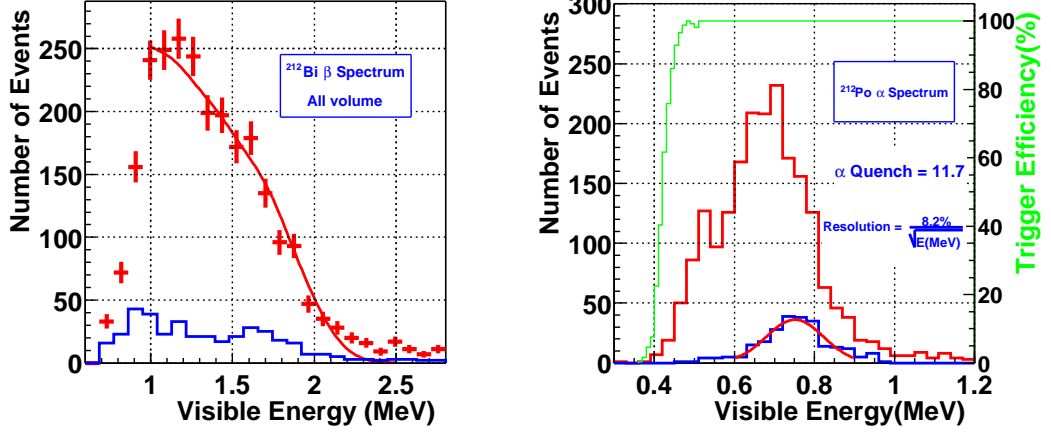 Number of Events
250
200
150
100
50
0
212Bi β Spectrum
All volume
1
1.5
2
2.5
Visible Energy (MeV)
Number of Events
300
250
200
150
100
50
0
212Po α Spectrum
α Quench = 11.7
Resolution = 8.2%
√E(MeV)
0.4
0.6
0.8
1
1.2
Visible Energy(MeV)
100
80
60
40
20
0
Trigger Efficiency(%)